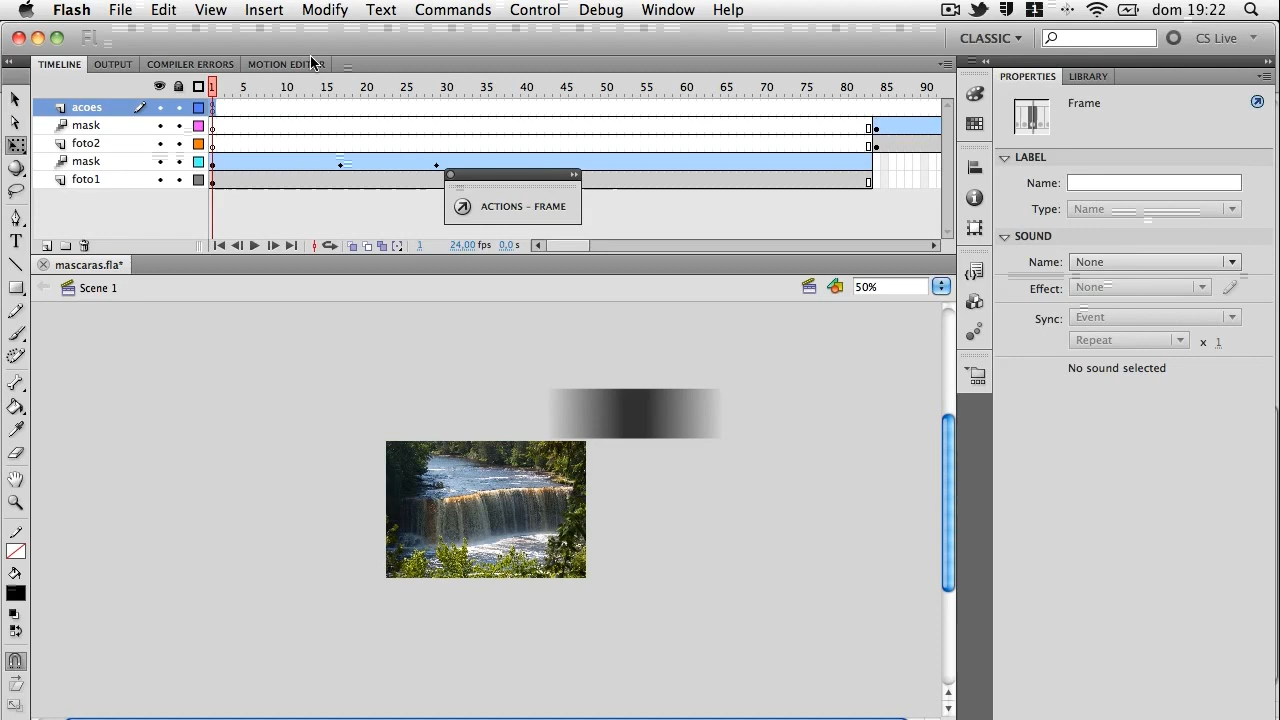 Flash File Edit View Insert Modify Text Commands Control Debug Window Help dom 19:22
Fl CLASSIC CS Live
TIMELINE OUTPUT COMPILER ERRORS MOTION EDITOR
PROPERTIES LIBRARY
1 5 10 15 20 25 30 35 40 45 50 55 60 65 70 75 80 85 90
acoes
mask
foto2
mask
foto1
ACTIONS - FRAME
1 24,00 fps 0,0 s
mascaras.fla*
Scene 1
50%
Frame
LABEL
Name:
Type: Name
SOUND
Name: None
Effect: None
Sync: Event
Repeat x 1
No sound selected